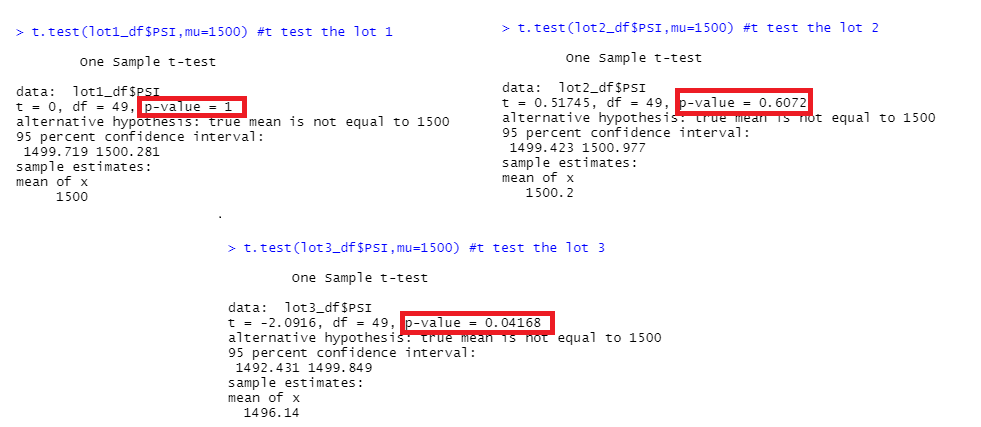 > t.test(lot1_df$PSI,mu=1500) #t test the lot 1
One Sample t-test
data: lot1_df$PSI
t = 0, df = 49, p-value = 1
alternative hypothesis: true mean is not equal to 1500
95 percent confidence interval:
1499.719 1500.281
sample estimates:
mean of x
1500
> t.test(lot2_df$PSI,mu=1500) #t test the lot 2
One Sample t-test
data: lot2_df$PSI
t = 0.51745, df = 49, p-value = 0.6072
alternative hypothesis: true mean is not equal to 1500
95 percent confidence interval:
1499.423 1500.977
sample estimates:
mean of x
1500.2
> t.test(lot3_df$PSI,mu=1500) #t test the lot 3
One Sample t-test
data: lot3_df$PSI
t = -2.0916, df = 49, p-value = 0.04168
alternative hypothesis: true mean is not equal to 1500
95 percent confidence interval:
1492.431 1499.849
sample estimates:
mean of x
1496.14